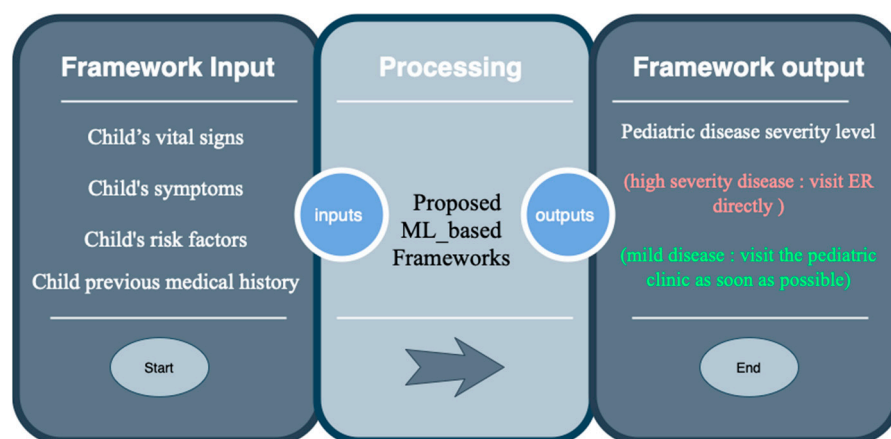 Framework Input
Child's vital signs
Child's symptoms
Child's risk factors
Child previous medical history
Start
inputs
Processing
Proposed
ML_based
Frameworks
outputs
Framework output
Pediatric disease severity level
(high severity disease : visit ER
directly )
(mild disease : visit the pediatric
clinic as soon as possible)
End